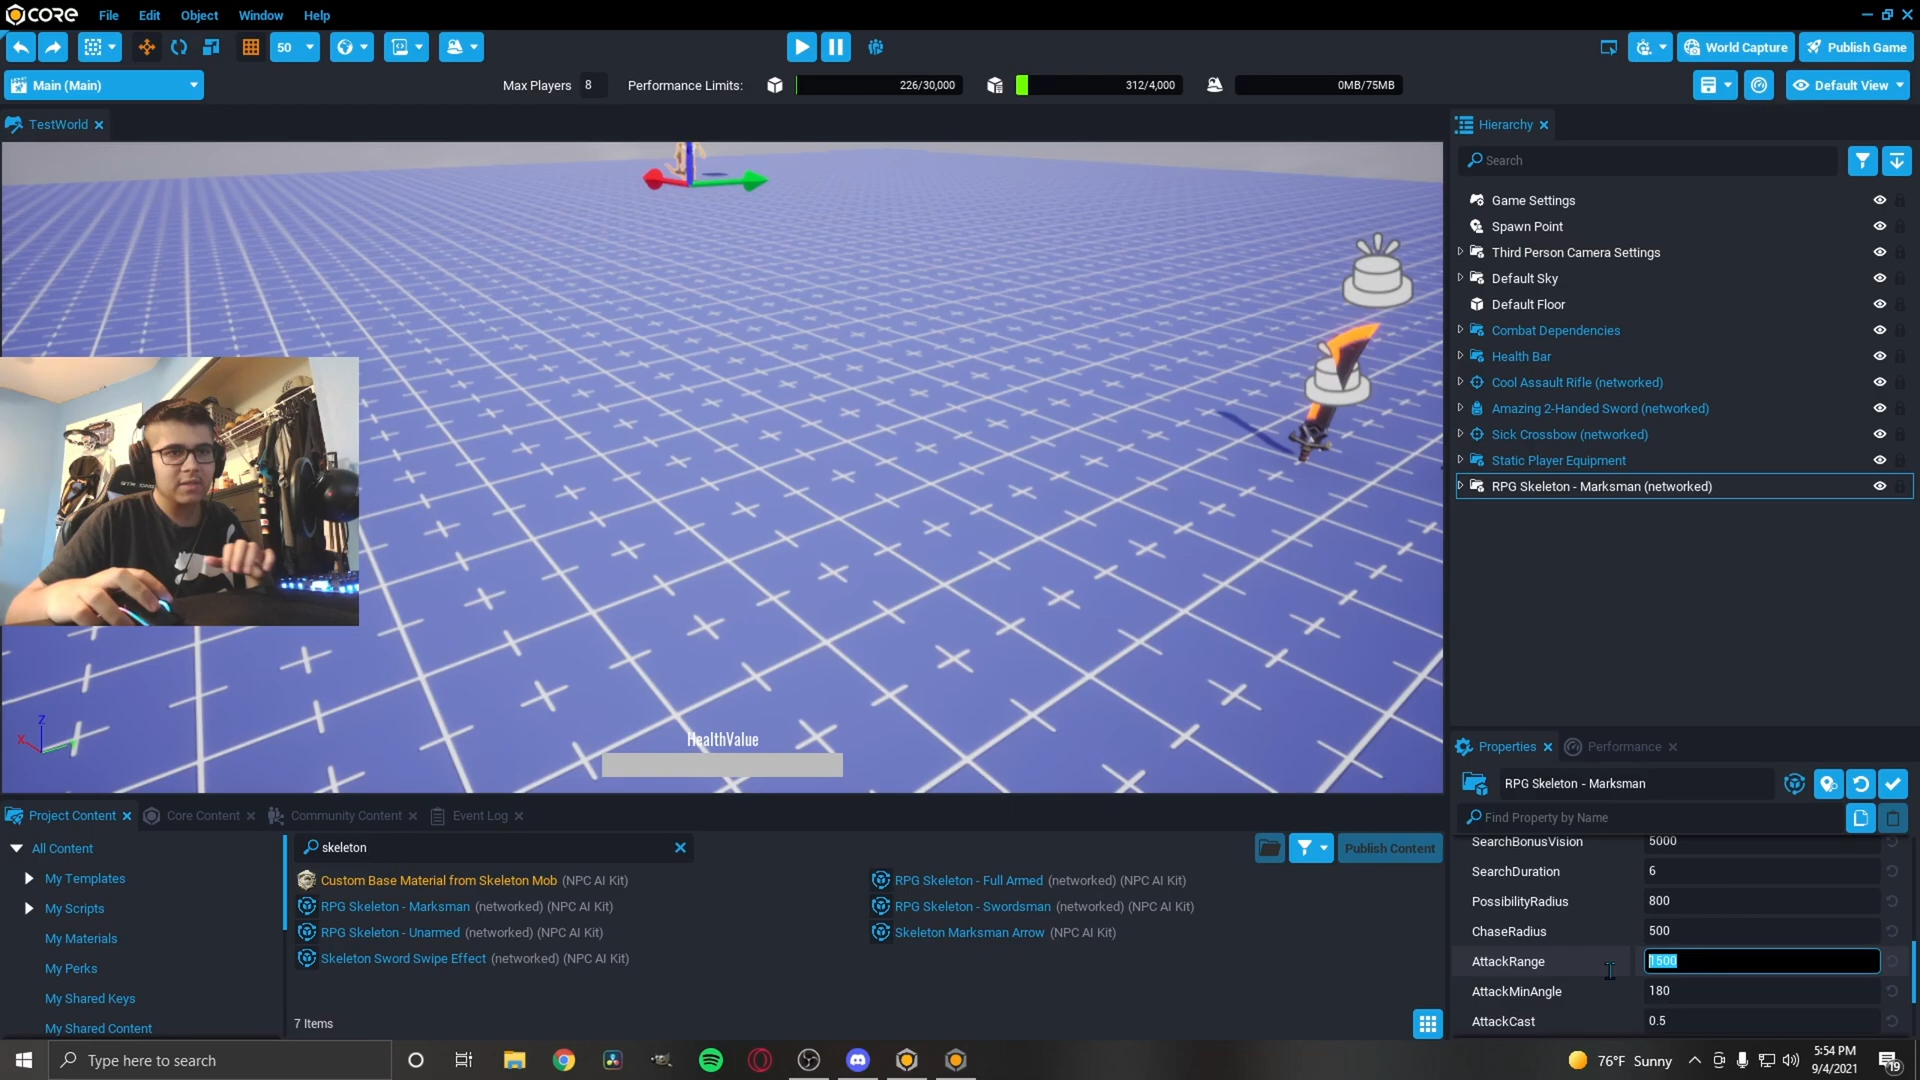 CORE File Edit Object Window Help
50 World Capture Publish Game
Main (Main) Max Players 8 Performance Limits: 226/30,000 312/4,000 0MB/75MB Default View
TestWorld
Hierarchy
Search
Game Settings
Spawn Point
Third Person Camera Settings
Default Sky
Default Floor
Combat Dependencies
Health Bar
Cool Assault Rifle (networked)
Amazing 2-Handed Sword (networked)
Sick Crossbow (networked)
Static Player Equipment
RPG Skeleton - Marksman (networked)
Z
X
HealthValue
Properties Performance
RPG Skeleton - Marksman
Find Property by Name
SearchBonusVision 5000
SearchDuration 6
PossibilityRadius 800
ChaseRadius 500
AttackRange 1500
AttackMinAngle 180
AttackCast 0.5
Project Content Core Content Community Content Event Log
All Content
My Templates
My Scripts
My Materials
My Perks
My Shared Keys
My Shared Content
skeleton
Publish Content
Custom Base Material from Skeleton Mob (NPC AI Kit)
RPG Skeleton - Full Armed (networked) (NPC AI Kit)
RPG Skeleton - Marksman (networked) (NPC AI Kit)
RPG Skeleton - Swordsman (networked) (NPC AI Kit)
RPG Skeleton - Unarmed (networked) (NPC AI Kit)
Skeleton Marksman Arrow (NPC AI Kit)
Skeleton Sword Swipe Effect (networked) (NPC AI Kit)
7 Items
Type here to search
76°F Sunny
5:54 PM
9/4/2021
19